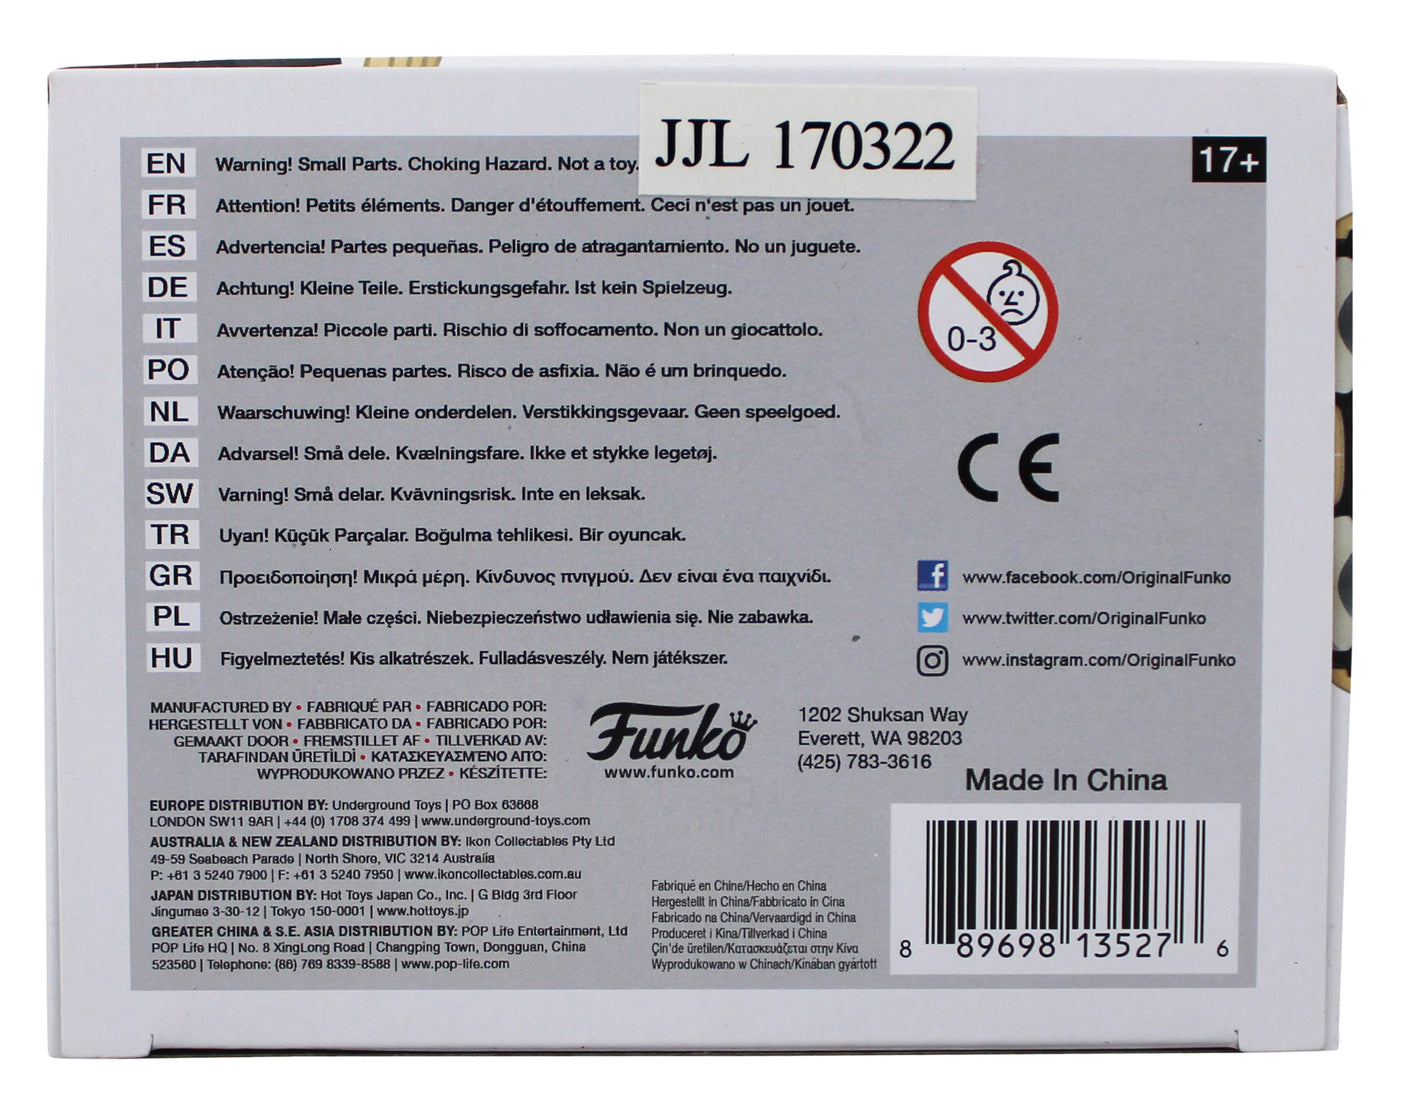 JJL 170322
17+
EN Warning! Small Parts. Choking Hazard. Not a toy.
FR Attention! Petits éléments. Danger d'étouffement. Ceci n'est pas un jouet.
ES Advertencia! Partes pequeñas. Peligro de atragantamiento. No un juguete.
DE Achtung! Kleine Teile. Erstickungsgefahr. Ist kein Spielzeug.
IT Avvertenza! Piccole parti. Rischio di soffocamento. Non un giocattolo.
PO Atenção! Pequenas partes. Risco de asfixia. Não é um brinquedo.
NL Waarschuwing! Kleine onderdelen. Verstikkingsgevaar. Geen speelgoed.
DA Advarsel! Små dele. Kvælningsfare. Ikke et stykke legetøj.
SW Varning! Små delar. Kvävningsrisk. Inte en leksak.
TR Uyan! Küçük Parçalar. Boğulma tehlikesi. Bir oyuncak.
GR Προειδοποίηση! Μικρά μέρη. Κίνδυνος πνιγμού. Δεν είναι ένα παιχνίδι.
PL Ostrzeżenie! Małe części. Niebezpieczeństwo udławienia się. Nie zabawka.
HU Figyelmeztetés! Kis alkatrészek. Fulladásveszély. Nem játékszer.
0-3
CE
www.facebook.com/OriginalFunko
www.twitter.com/OriginalFunko
www.instagram.com/OriginalFunko
MANUFACTURED BY • FABRIQUÉ PAR • FABRICADO POR:
HERGESTELLT VON • FABBRICATO DA • FABRICADO POR:
GEMAAKT DOOR • FREMSTILLET AF • TILLVERKAD AV:
TARAFINDAN ÜRETİLDİ • ΚΑΤΑΣΚΕΥΑΣΜΈΝΟ ΑΠΌ:
WYPRODUKOWANO PRZEZ • KÉSZÍTETTE:
Funko
www.funko.com
1202 Shuksan Way
Everett, WA 98203
(425) 783-3616
Made In China
EUROPE DISTRIBUTION BY: Underground Toys | PO Box 63668
LONDON SW11 9AR | +44 (0) 1708 374 499 | www.underground-toys.com
AUSTRALIA & NEW ZEALAND DISTRIBUTION BY: Ikon Collectables Pty Ltd
49-59 Seabeach Parade | North Shore, VIC 3214 Australia
P: +61 3 5240 7900 | F: +61 3 5240 7950 | www.ikoncollectables.com.au
JAPAN DISTRIBUTION BY: Hot Toys Japan Co., Inc. | G Bldg 3rd Floor
Jingumae 3-30-12 | Tokyo 150-0001 | www.hottoys.jp
GREATER CHINA & S.E. ASIA DISTRIBUTION BY: POP Life Entertainment, Ltd
POP Life HQ | No. 8 XingLong Road | Changping Town, Dongguan, China
523560 | Telephone: (86) 769 8339-8588 | www.pop-life.com
Fabriqué en Chine/Hecho en China
Hergestellt in China/Fabbricato in Cina
Fabricado na China/Vervaardigd in China
Produceret i Kina/Tillverkad i China
Çin'de üretilen/Κατασκευάζεται στην Κίνα
Wyprodukowano w Chinach/Kínában gyártott
8 89698 13527 6